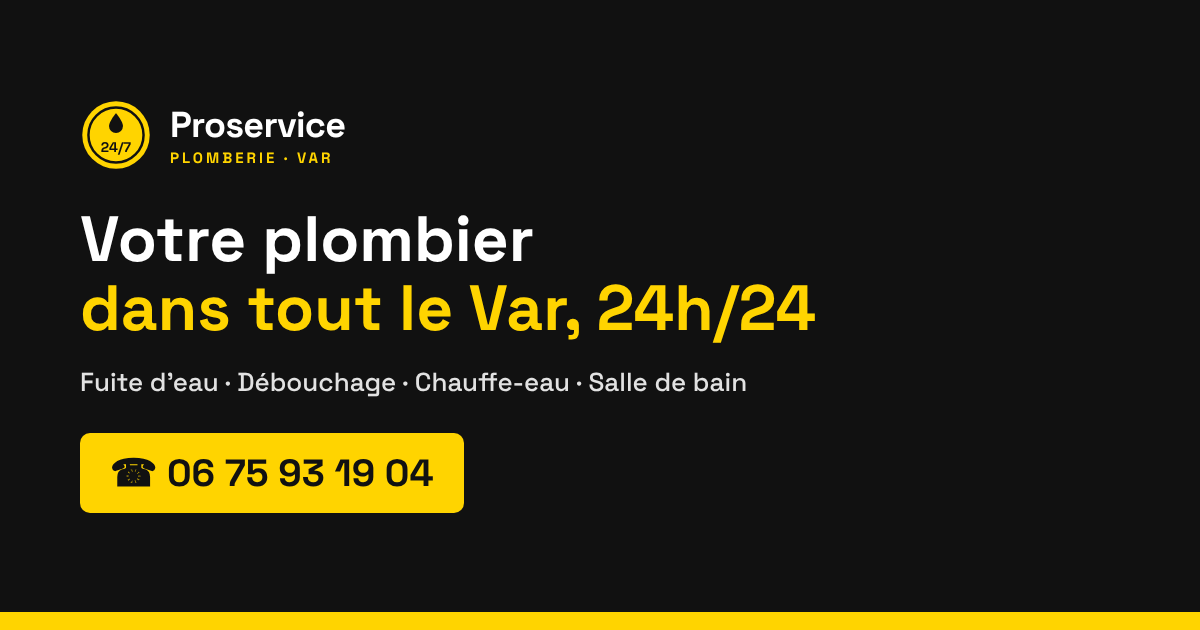 24/7
Proservice
PLOMBERIE · VAR
Votre plombier
dans tout le Var, 24h/24
Fuite d’eau · Débouchage · Chauffe-eau · Salle de bain
☎ 06 75 93 19 04